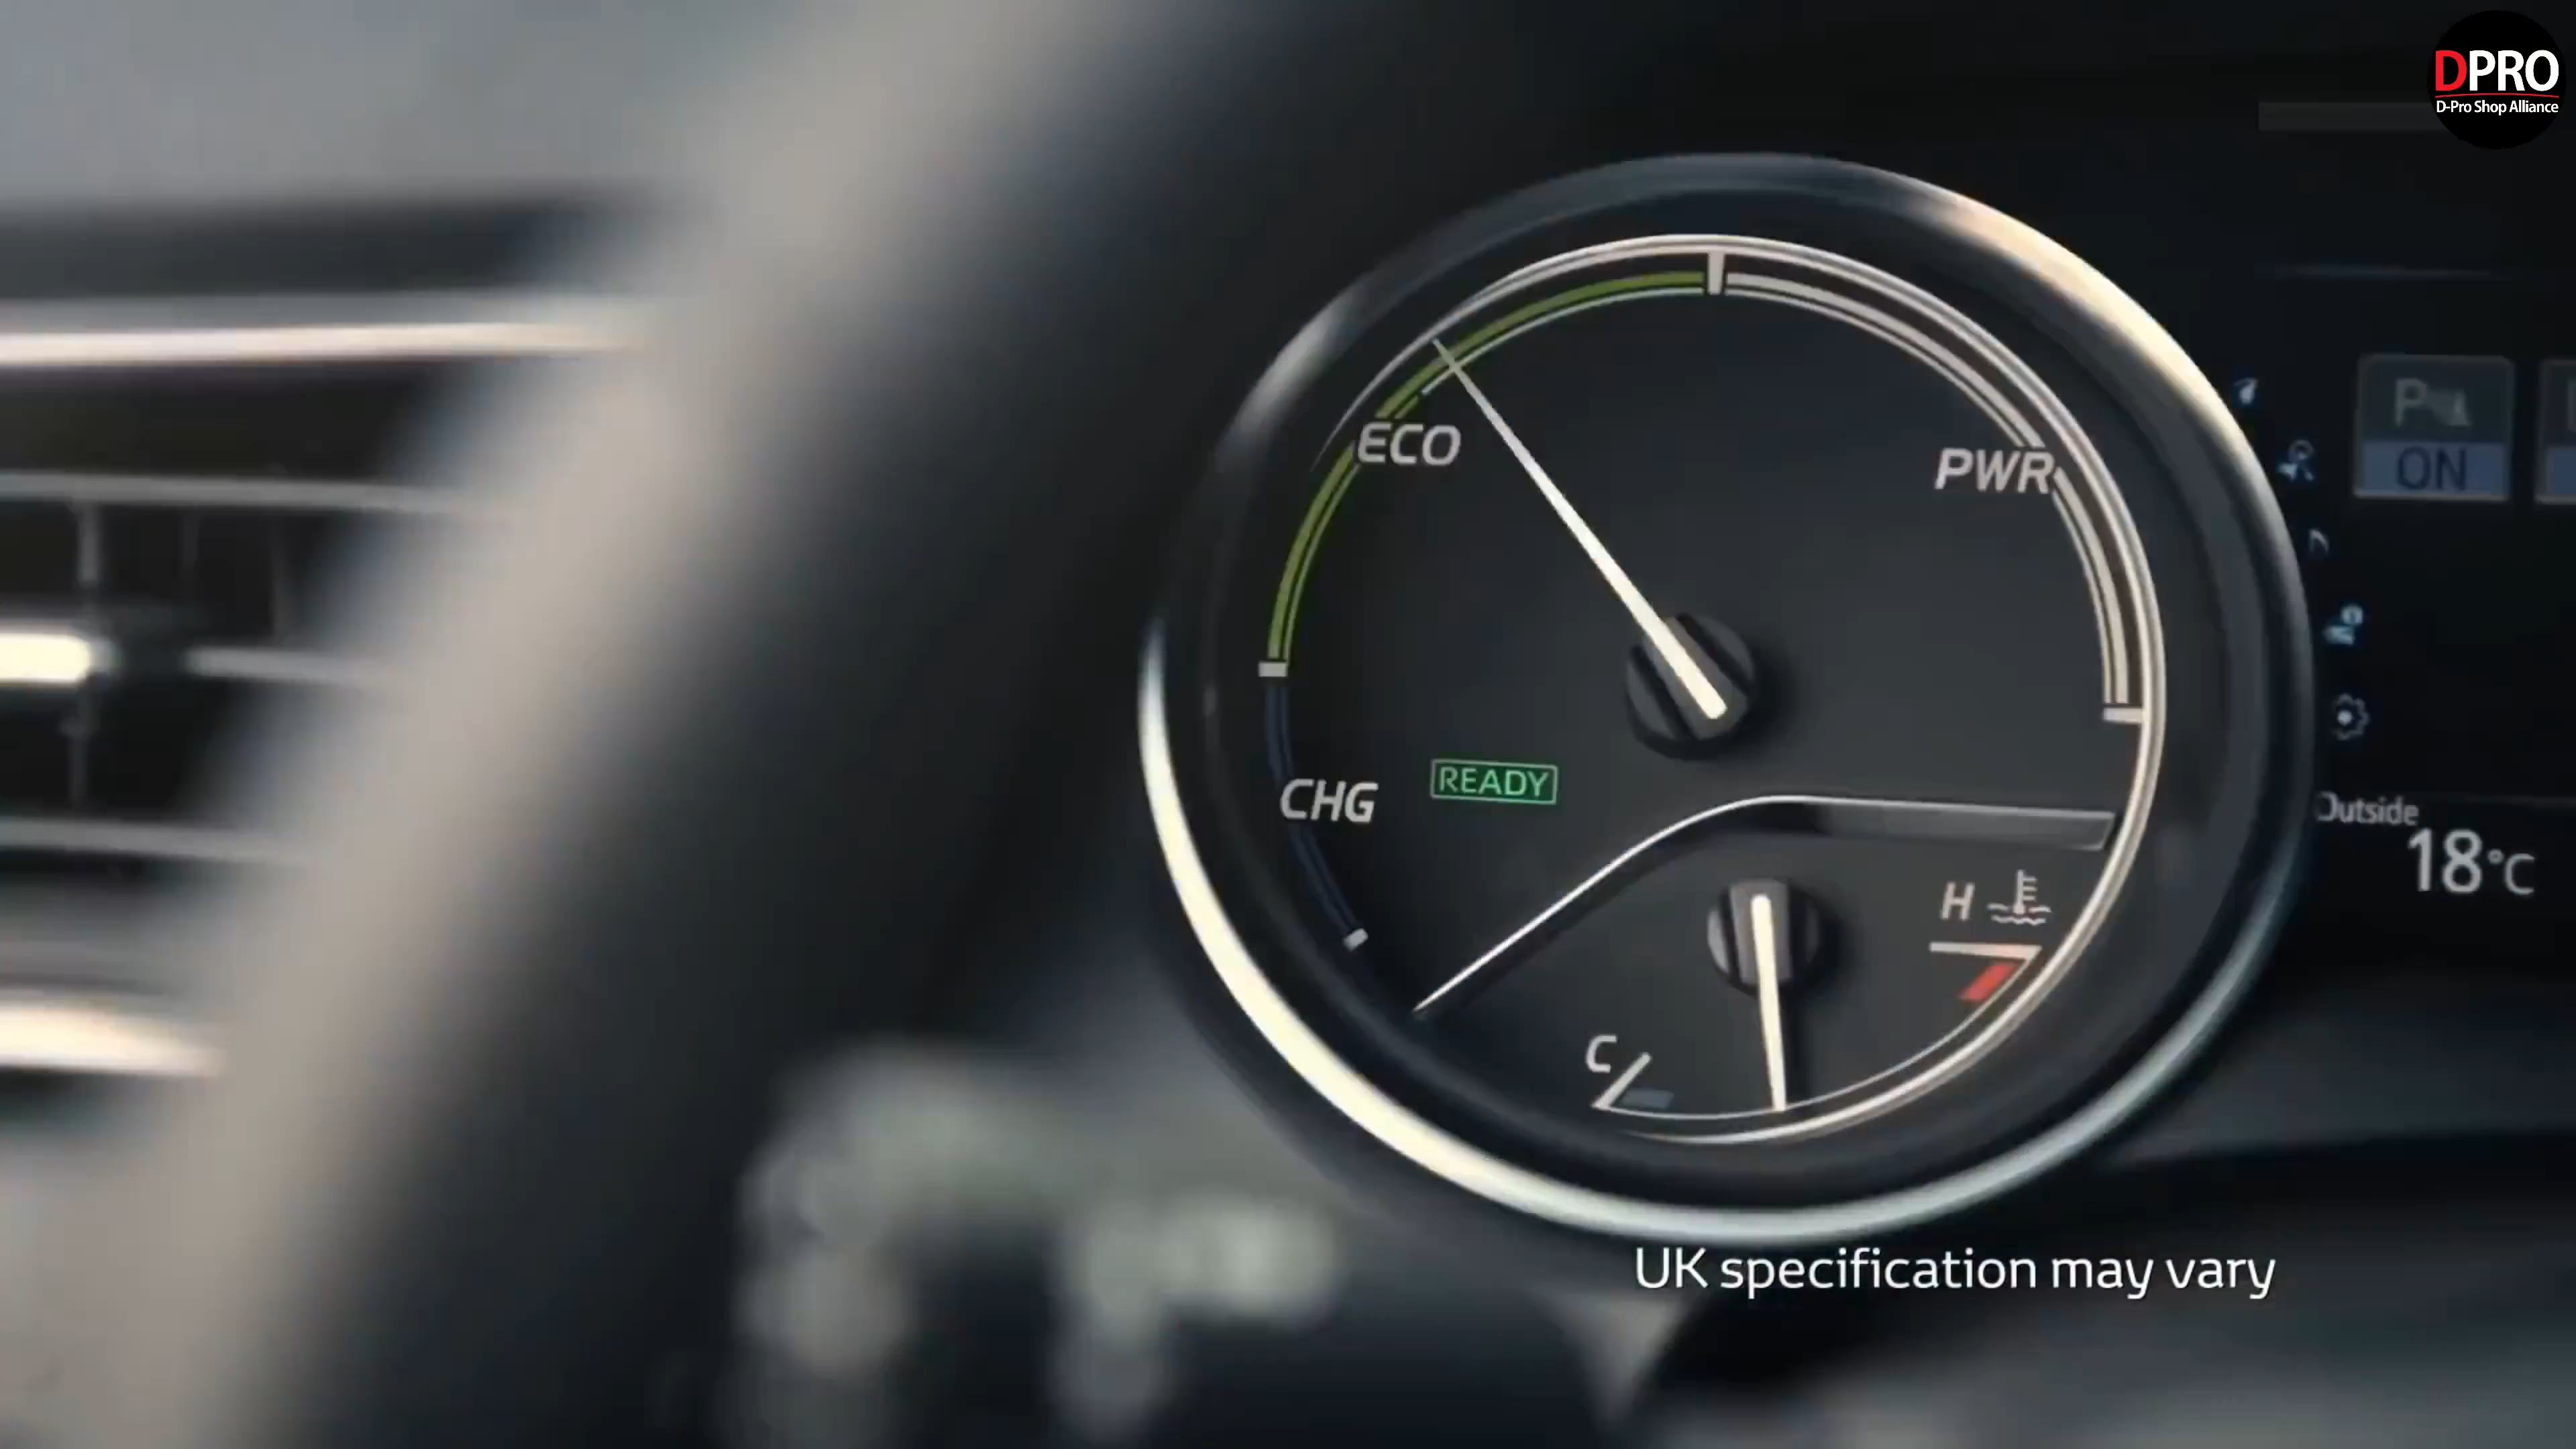 DPRO
D-Pro Shop Alliance
ECO
PWR
P
ON
CHG
READY
Outside
18°C
H
C
UK specification may vary